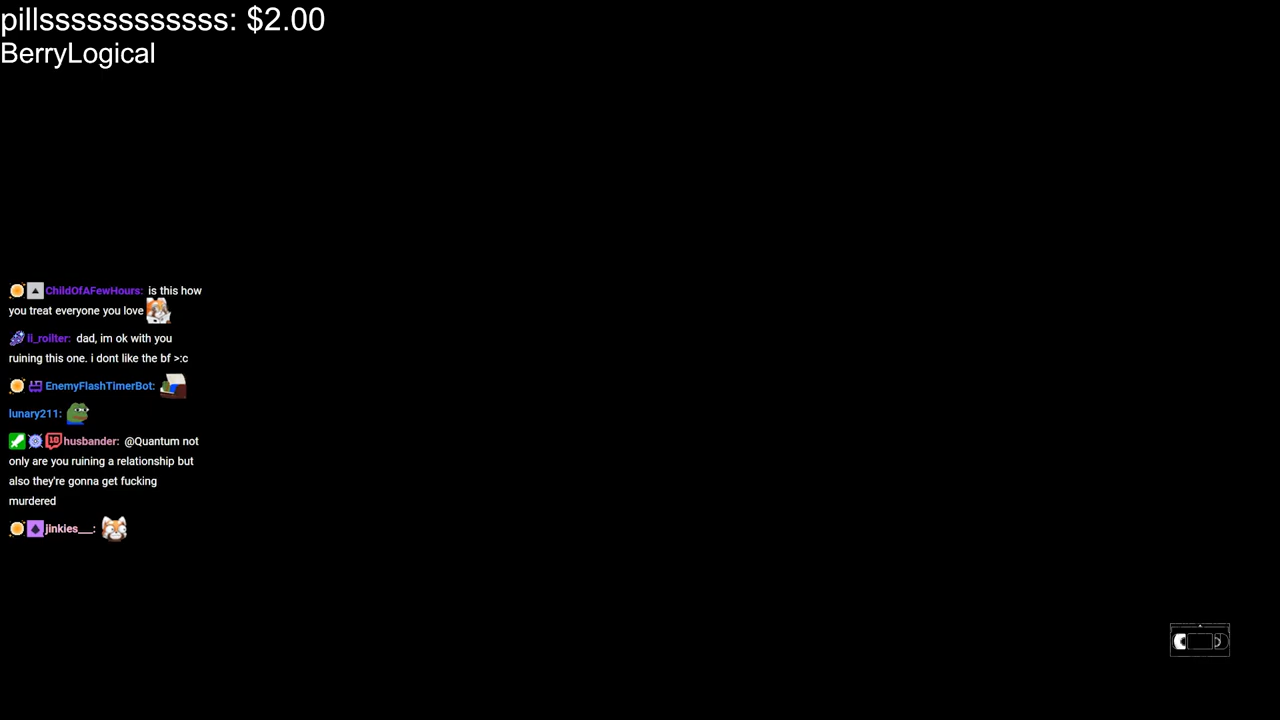 pillssssssssssss: $2.00
BerryLogical
ChildOfAFewHours: is this how
you treat everyone you love
ii_roilter: dad, im ok with you
ruining this one. i dont like the bf >:c
EnemyFlashTimerBot:
lunary211:
husbander: @Quantum not
only are you ruining a relationship but
also they're gonna get fucking
murdered
jinkies___: